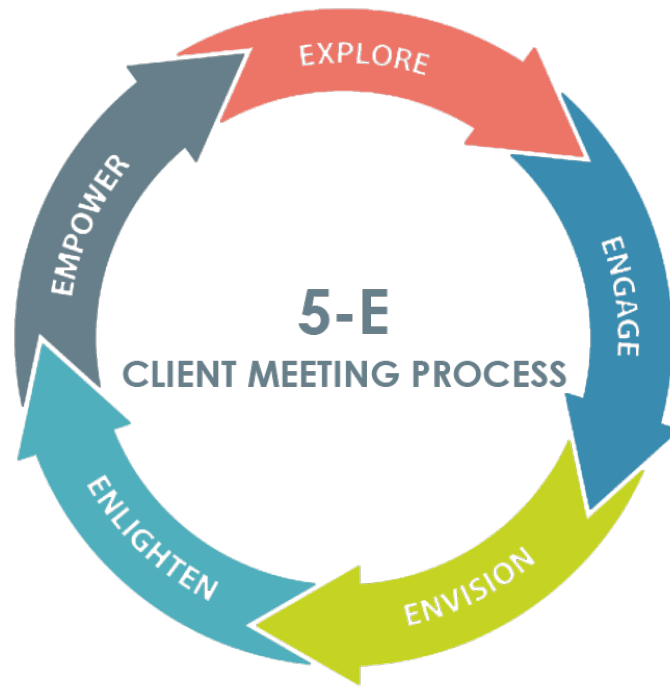 EXPLORE
ENGAGE
ENVISION
ENLIGHTEN
EMPOWER
5-E
CLIENT MEETING PROCESS